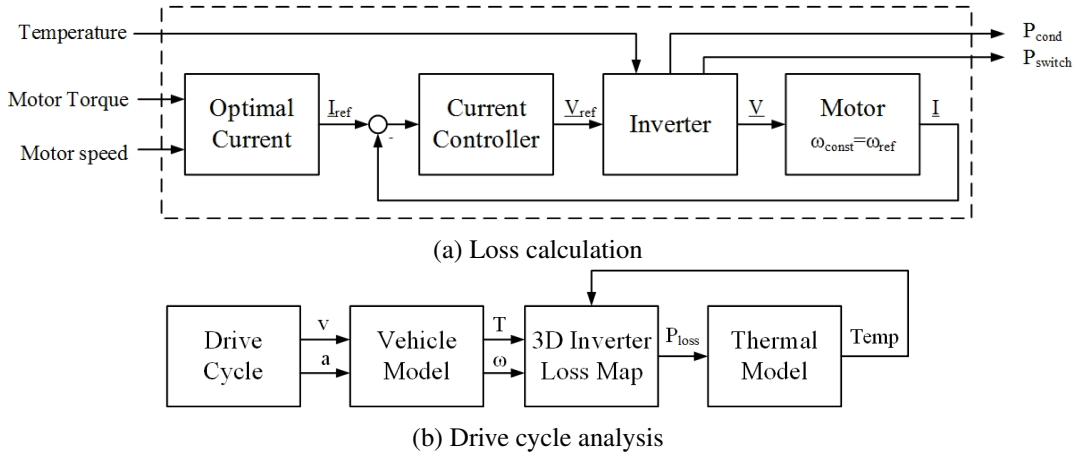 Temperature
P_cond
P_switch
Motor Torque
Motor speed
Optimal
Current
I_ref
-
Current
Controller
V_ref
Inverter
V
Motor
ω_const=ω_ref
I
(a) Loss calculation
Drive
Cycle
v
a
Vehicle
Model
T
ω
3D Inverter
Loss Map
P_loss
Thermal
Model
Temp
(b) Drive cycle analysis